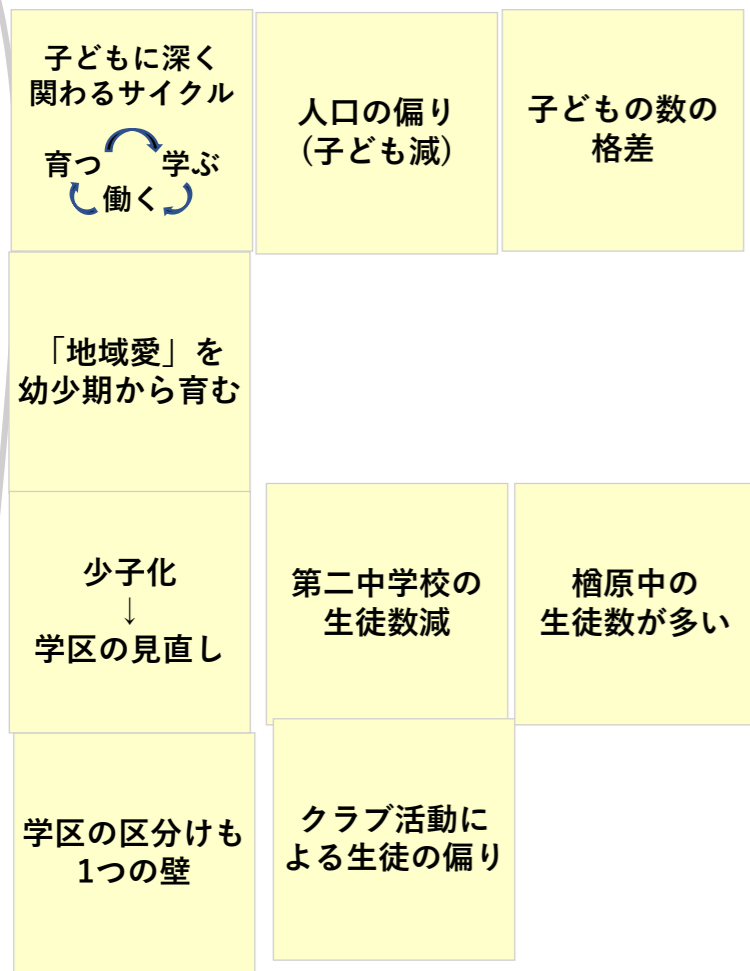 子どもに深く
関わるサイクル
育つ 学ぶ
働く
人口の偏り
(子ども減)
子どもの数の
格差
「地域愛」を
幼少期から育む
少子化
↓
学区の見直し
第二中学校の
生徒数減
楢原中の
生徒数が多い
学区の区分けも
1つの壁
クラブ活動に
よる生徒の偏り